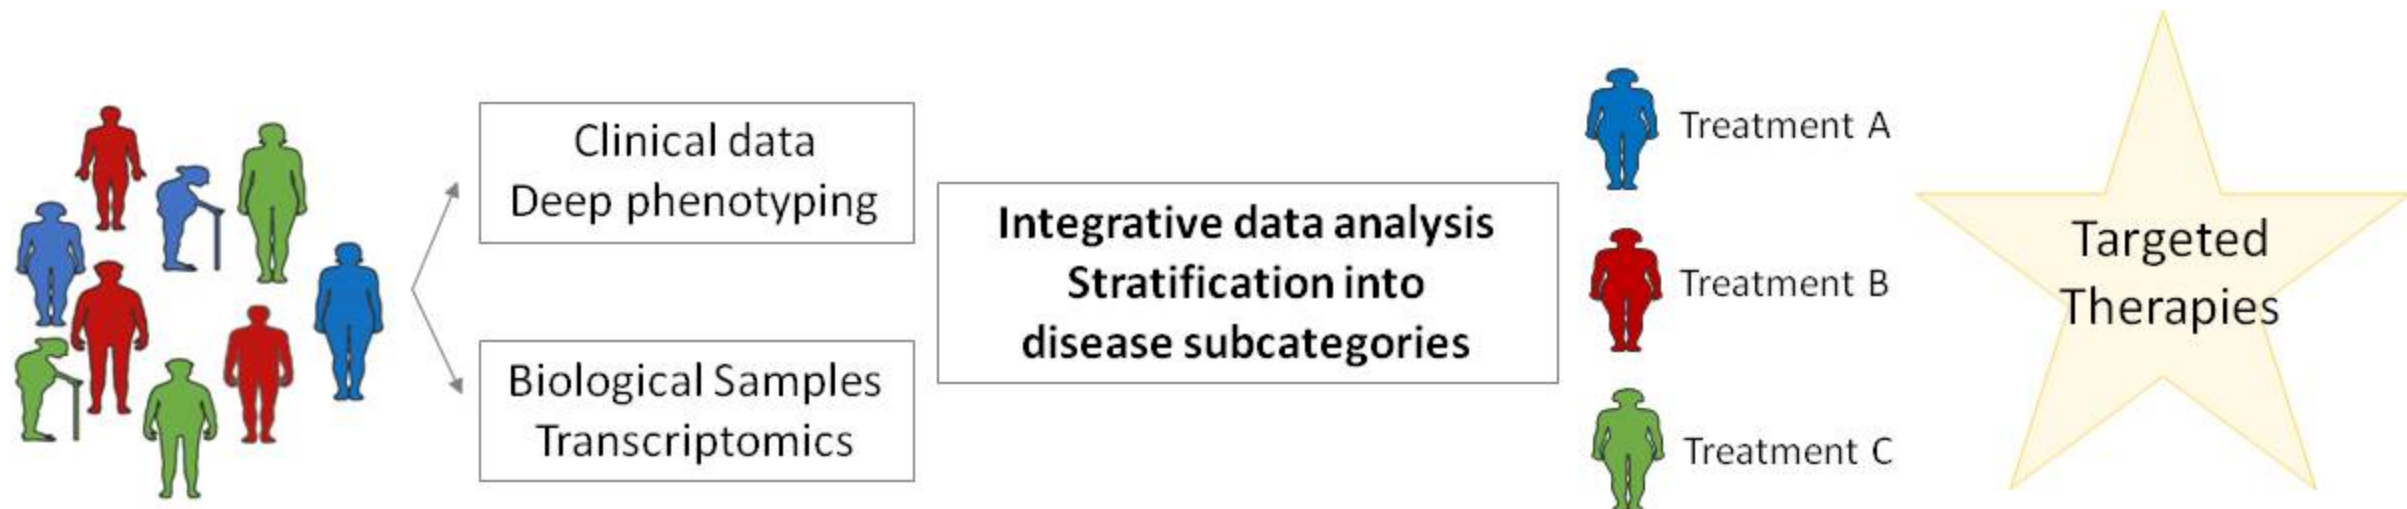 Clinical data
Deep phenotyping
Biological Samples
Transcriptomics
Integrative data analysis
Stratification into
disease subcategories
Treatment A
Treatment B
Treatment C
Targeted
Therapies